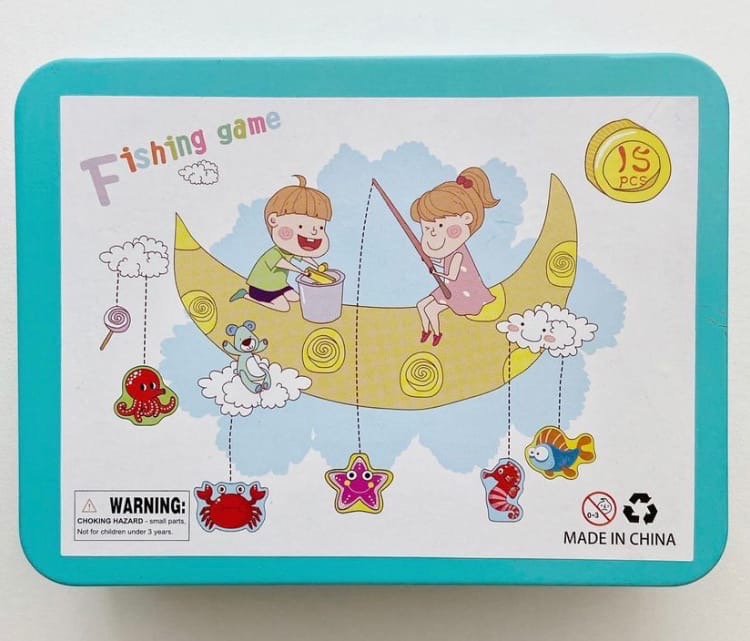 Fishing game
15
PCS
WARNING:
CHOKING HAZARD - small parts,
Not for children under 3 years.
0-3
MADE IN CHINA